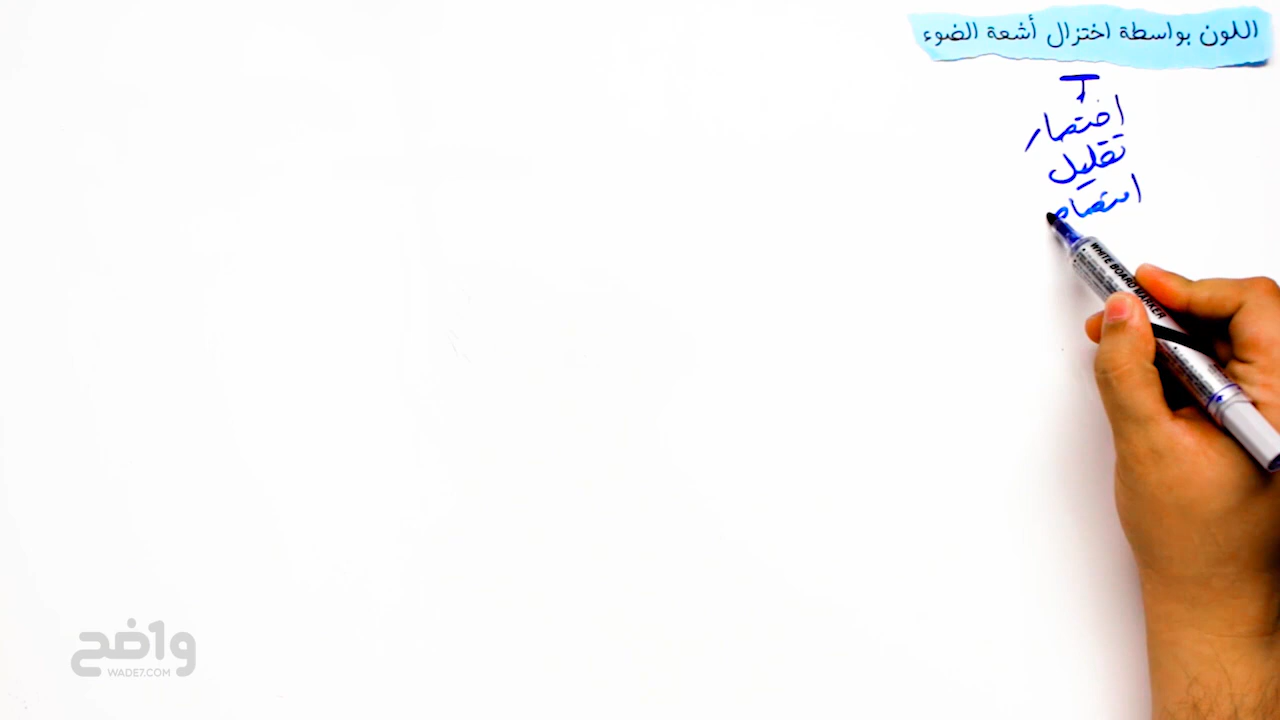 اللون بواسطة اختزال أشعة الضوء
اختصار
تقليل
امتصاص
WHITE BOARD MARKER
واضح
WADE7.COM